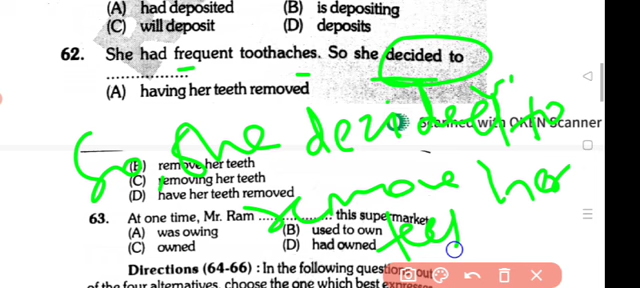 (A) had deposited (B) is depositing
(C) will deposit (D) deposits
62. She had frequent toothaches. So she decided to
..................
(A) having her teeth removed
Scanned with OKEN Scanner
So, she decided to
(B) remove her teeth
(C) removing her teeth
remove her
(D) have her teeth removed
63. At one time, Mr. Ram .................. this supermarket
(A) was owing (B) used to own
(C) owned (D) had owned
Directions (64-66) : In the following questions, out
of the four alternatives, choose the one which best